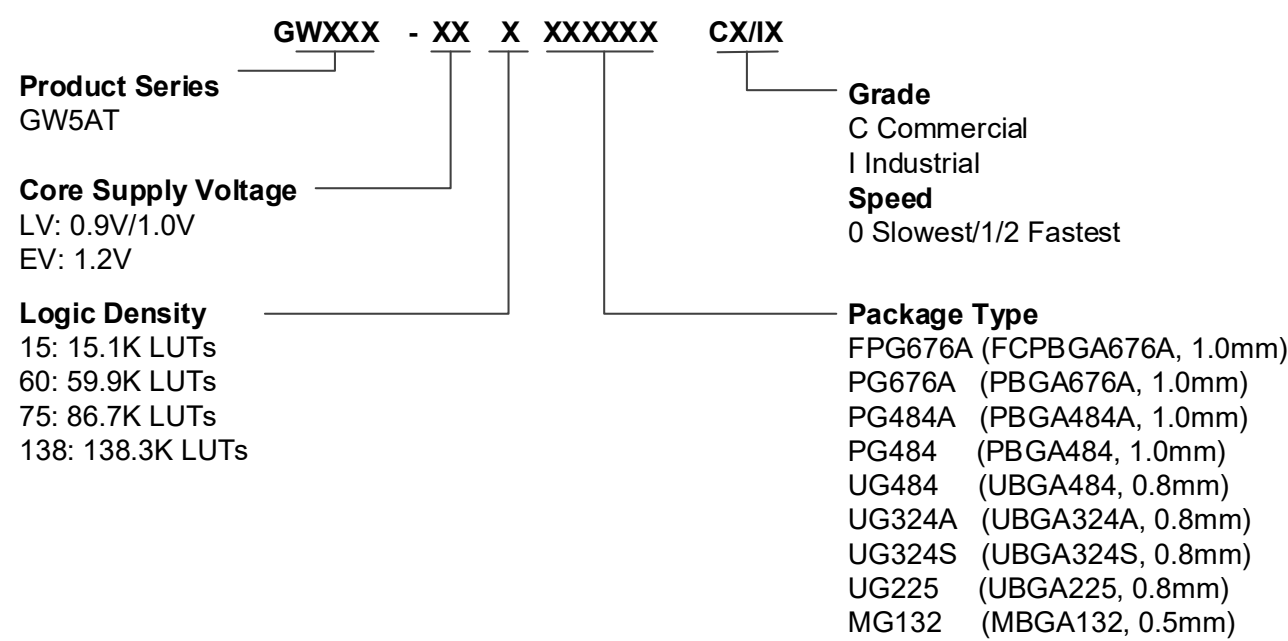 GWXXX - XX X XXXXXX CX/IX
Product Series
GW5AT
Core Supply Voltage
LV: 0.9V/1.0V
EV: 1.2V
Logic Density
15: 15.1K LUTs
60: 59.9K LUTs
75: 86.7K LUTs
138: 138.3K LUTs
Grade
C Commercial
I Industrial
Speed
0 Slowest/1/2 Fastest
Package Type
FPG676A (FCPBGA676A, 1.0mm)
PG676A (PBGA676A, 1.0mm)
PG484A (PBGA484A, 1.0mm)
PG484 (PBGA484, 1.0mm)
UG484 (UBGA484, 0.8mm)
UG324A (UBGA324A, 0.8mm)
UG324S (UBGA324S, 0.8mm)
UG225 (UBGA225, 0.8mm)
MG132 (MBGA132, 0.5mm)